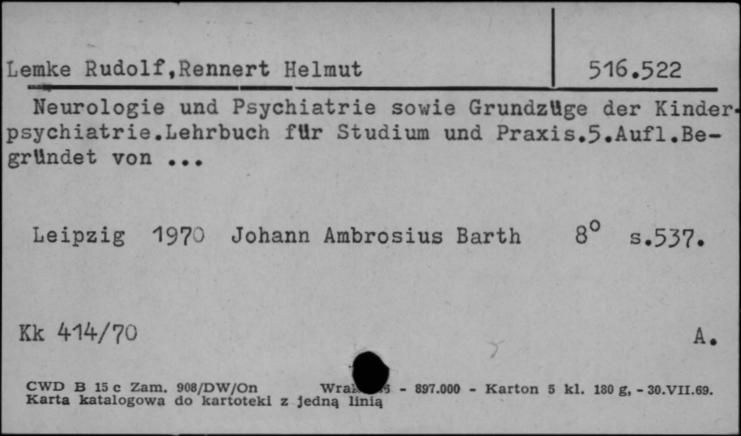 Lemke Rudolf,Rennert Helmut 516.522
Neurologie und Psychiatrie sowie Grundzüge der Kinder-
psychiatrie.Lehrbuch für Studium und Praxis.5.Aufl.Be-
gründet von ...
Leipzig 1970 Johann Ambrosius Barth 8° s.537.
Kk 414/70 A.
CWD B 15 c Zam. 908/DW/On - 897.000 - Karton 5 kl. 180 g, - 30.VII.69.
Karta katalogowa do kartoteki z jedną linią